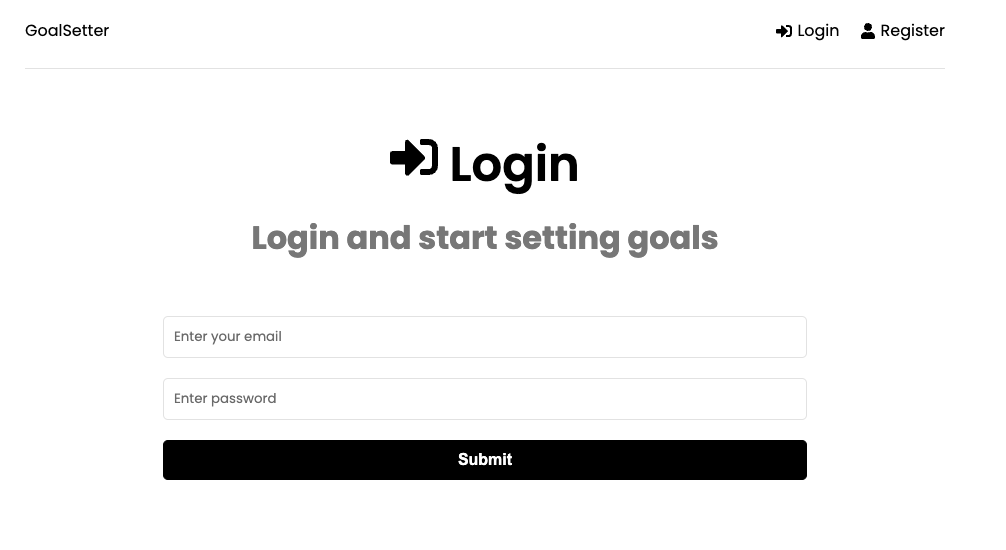 GoalSetter
Login
Register
Login
Login and start setting goals
Enter your email
Enter password
Submit